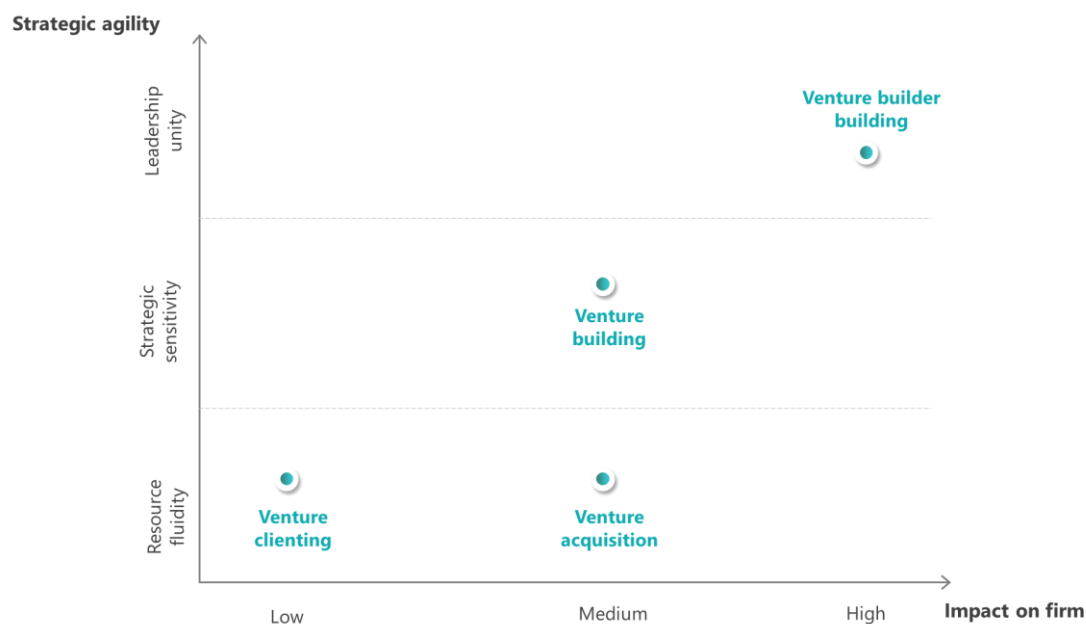 Strategic agility
Leadership
unity
Venture builder
building
Strategic
sensitivity
Venture
building
Resource
fluidity
Venture
clienting
Venture
acquisition
Low
Medium
High
Impact on firm